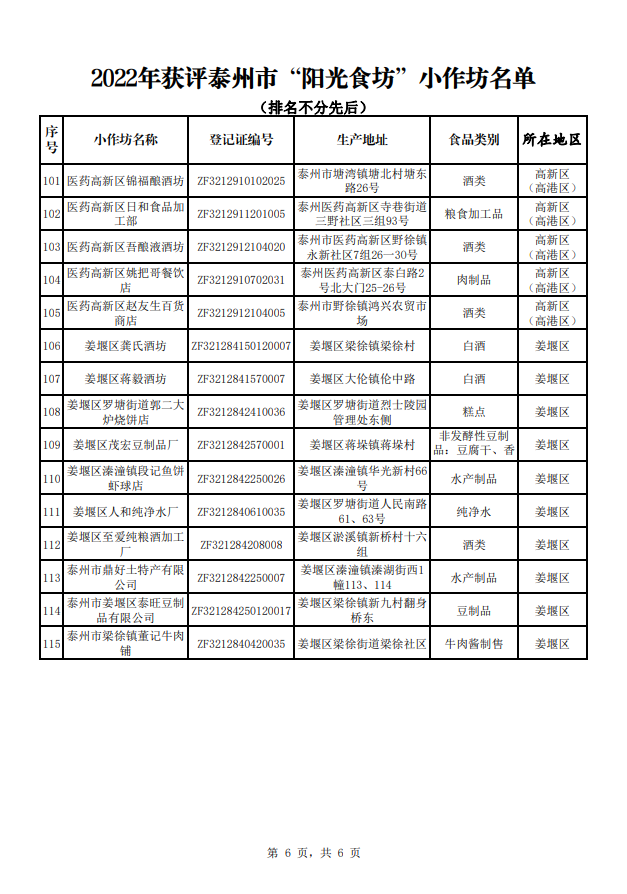 2022年获评泰州市“阳光食坊”小作坊名单
（排名不分先后）
序号 小作坊名称 登记证编号 生产地址 食品类别 所在地区
101 医药高新区锦福酿酒坊 ZF3212910102025 泰州市塘湾镇塘北村塘东路26号 酒类 高新区（高港区）
102 医药高新区日和食品加工部 ZF3212911201005 泰州医药高新区寺巷街道三野社区三组93号 粮食加工品 高新区（高港区）
103 医药高新区吾酿液酒坊 ZF3212912104020 泰州市医药高新区野徐镇永新社区7组26一30号 酒类 高新区（高港区）
104 医药高新区姚把哥餐饮店 ZF3212910702031 泰州医药高新区泰白路2号北大门25-26号 肉制品 高新区（高港区）
105 医药高新区赵友生百货商店 ZF3212912104005 泰州市野徐镇鸿兴农贸市场 酒类 高新区（高港区）
106 姜堰区龚氏酒坊 ZF321284150120007 姜堰区梁徐镇梁徐村 白酒 姜堰区
107 姜堰区蒋毅酒坊 ZF3212841570007 姜堰区大伦镇伦中路 白酒 姜堰区
108 姜堰区罗塘街道郭二大炉烧饼店 ZF3212842410036 姜堰区罗塘街道烈士陵园管理处东侧 糕点 姜堰区
109 姜堰区茂宏豆制品厂 ZF3212842570001 姜堰区蒋垛镇蒋垛村 非发酵性豆制品：豆腐干、香 姜堰区
110 姜堰区溱潼镇段记鱼饼虾球店 ZF3212842250026 姜堰区溱潼镇华光新村66号 水产制品 姜堰区
111 姜堰区人和纯净水厂 ZF3212840610035 姜堰区罗塘街道人民南路61、63号 纯净水 姜堰区
112 姜堰区至爱纯粮酒加工厂 ZF321284208008 姜堰区淤溪镇新桥村十六组 酒类 姜堰区
113 泰州市鼎好土特产有限公司 ZF3212842250007 姜堰区溱潼镇溱湖街西1幢113、114 水产制品 姜堰区
114 泰州市姜堰区泰旺豆制品有限公司 ZF321284250120017 姜堰区梁徐镇新九村翻身桥东 豆制品 姜堰区
115 泰州市梁徐镇董记牛肉铺 ZF3212840420035 姜堰区梁徐街道梁徐社区 牛肉酱制售 姜堰区
第 6 页，共 6 页